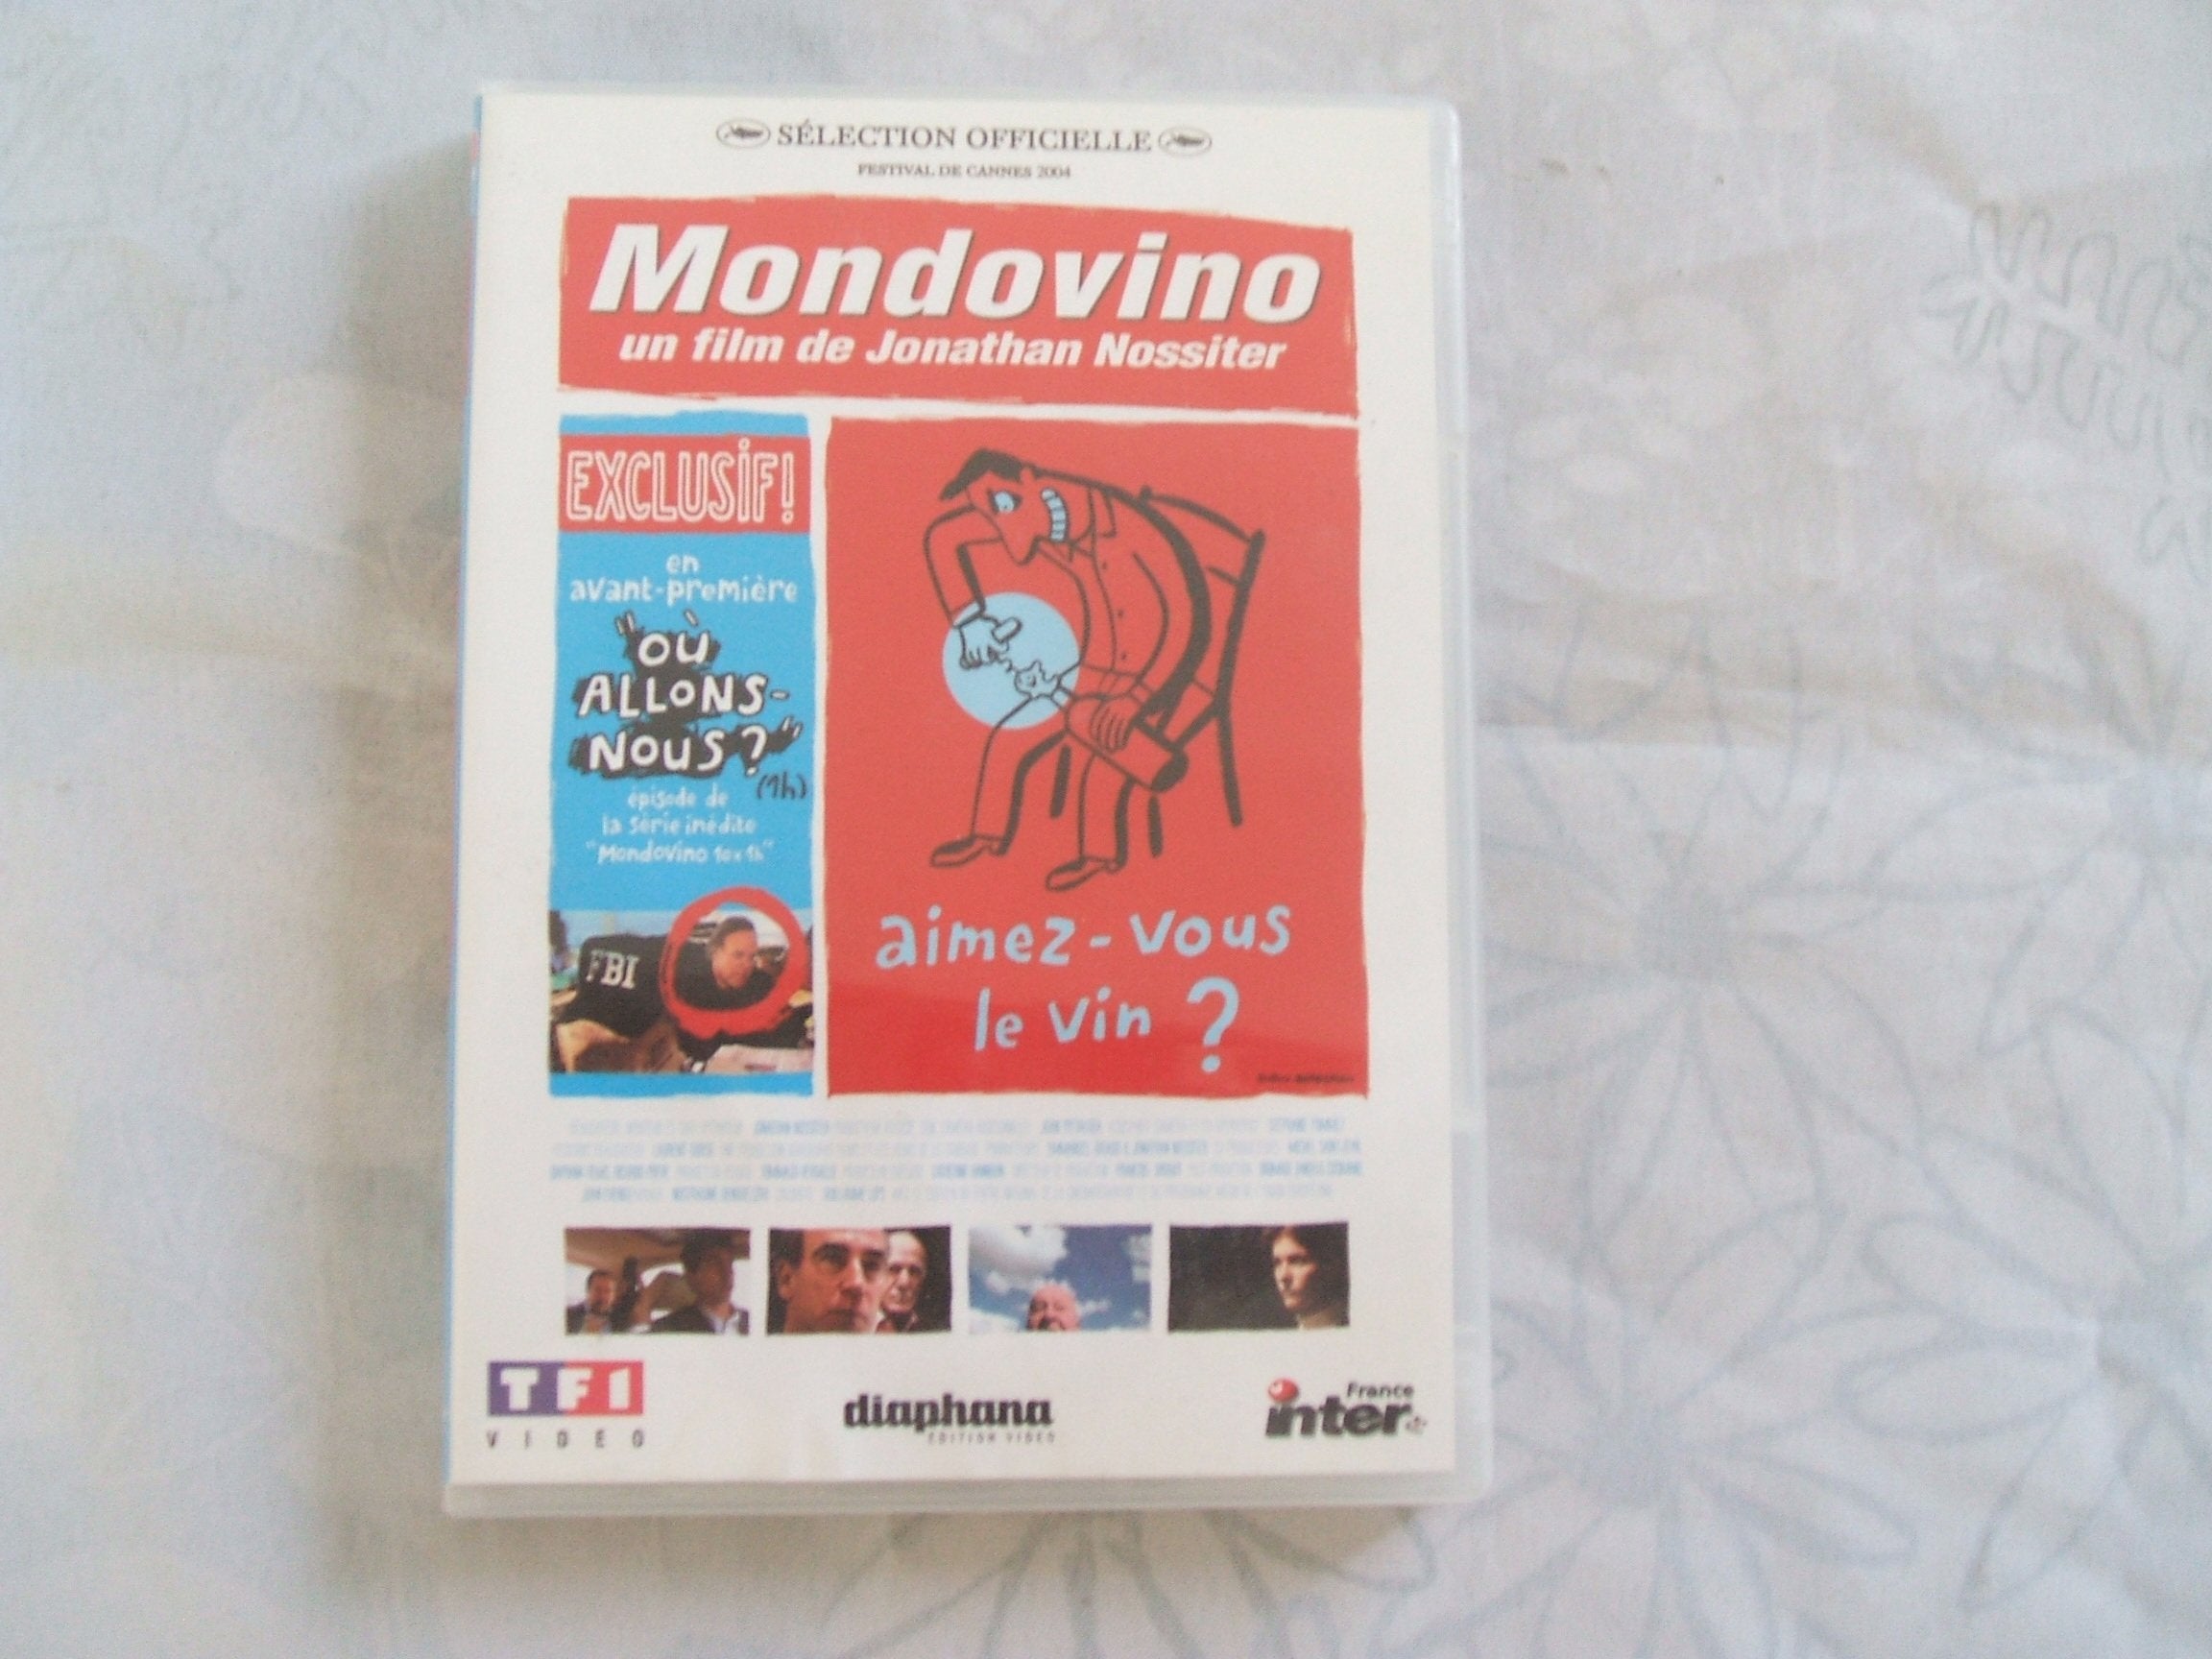 SÉLECTION OFFICIELLE
FESTIVAL DE CANNES 2004
Mondovino
un film de Jonathan Nossiter
EXCLUSIF!
en
avant-première
"OÙ
ALLONS-
NOUS?"
(1h)
épisode de
la série inédite
"Mondovino 10x1h"
FBI
aimez-vous
le vin ?
TF1
VIDEO
diaphana
EDITION VIDEO
France
inter